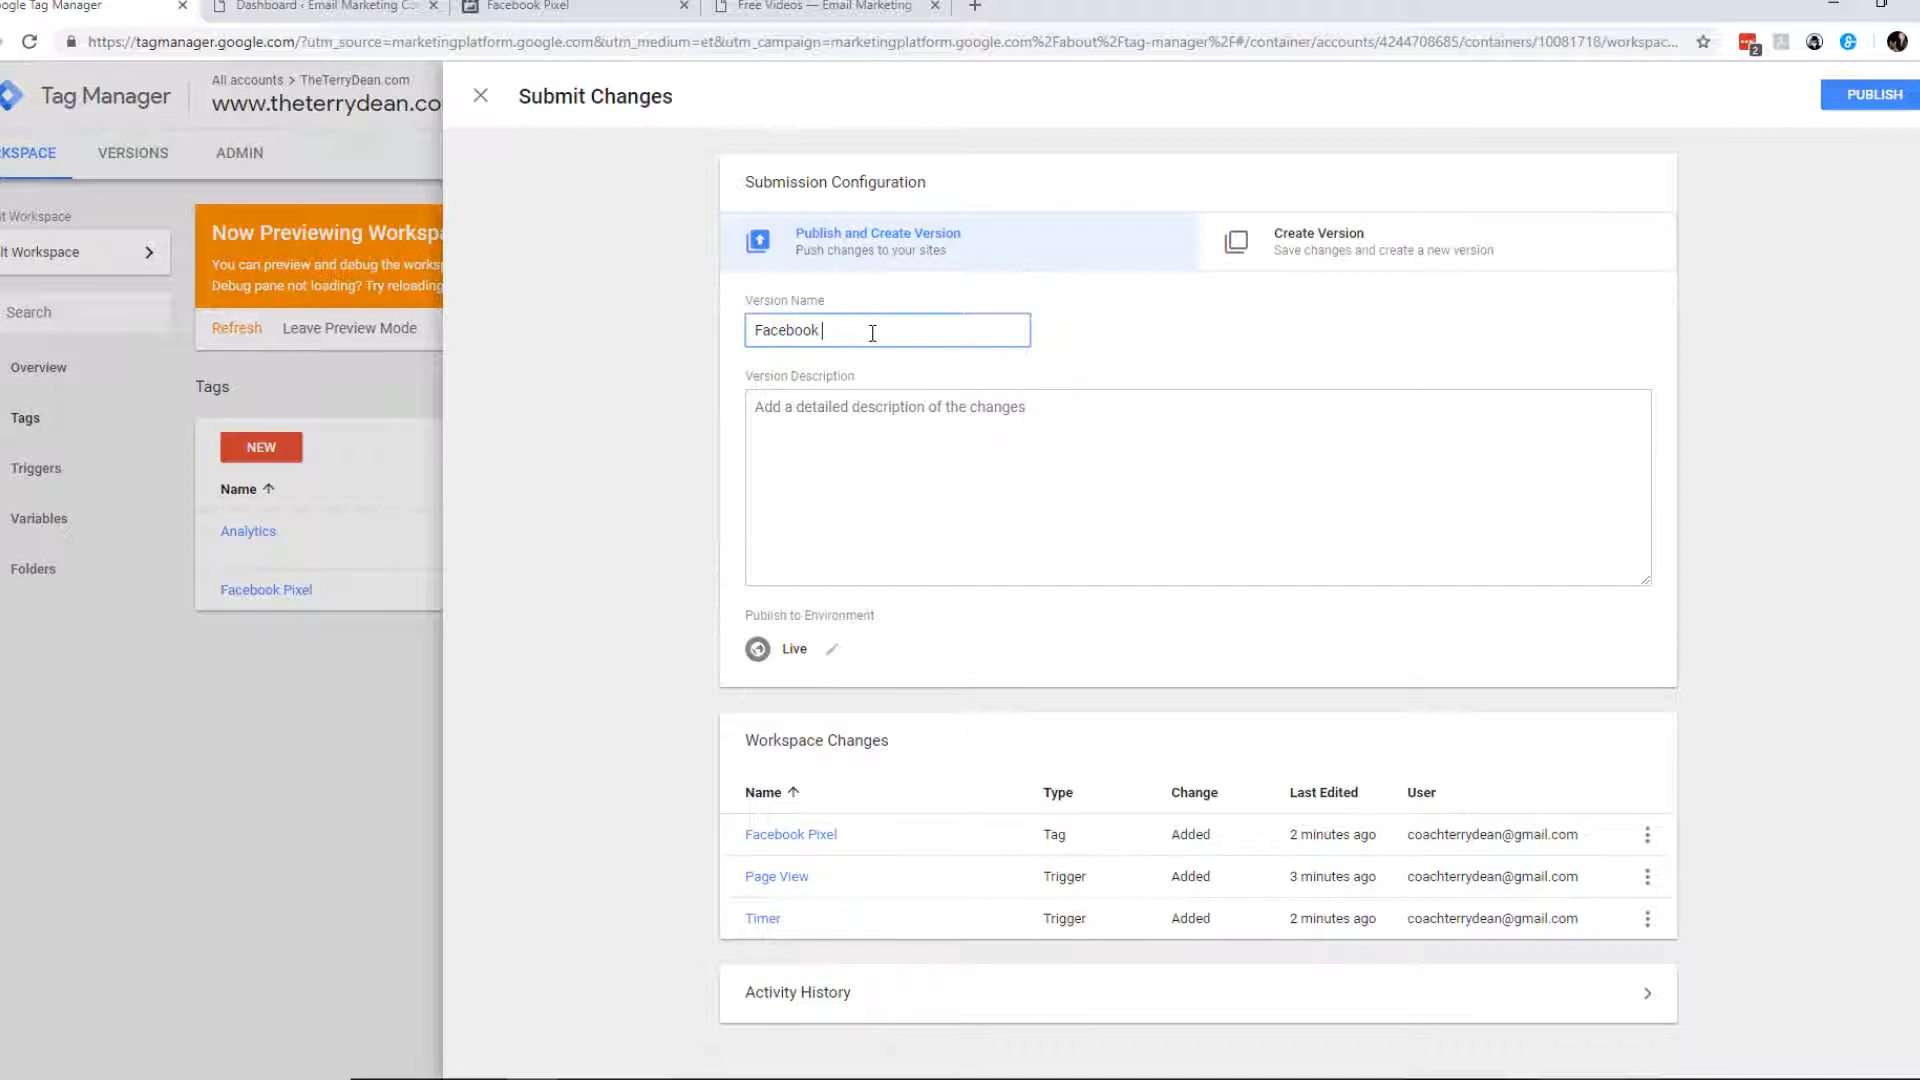 oogle Tag Manager
Dashboard ‹ Email Marketing C...
Facebook Pixel
Free Videos — Email Marketing
https://tagmanager.google.com/?utm_source=marketingplatform.google.com&utm_medium=et&utm_campaign=marketingplatform.google.com%2Fabout%2Ftag-manager%2F#/container/accounts/4244708685/containers/10081718/workspac...
2
Tag Manager
All accounts > TheTerryDean.com
www.theterrydean.co
Submit Changes
PUBLISH
KSPACE
VERSIONS
ADMIN
Submission Configuration
Publish and Create Version
Push changes to your sites
Create Version
Save changes and create a new version
t Workspace
lt Workspace
Now Previewing Workspa
You can preview and debug the works
Debug pane not loading? Try reloading
Refresh
Leave Preview Mode
Search
Version Name
Facebook
Version Description
Add a detailed description of the changes
Overview
Tags
Triggers
Variables
Folders
Tags
NEW
Name
Analytics
Facebook Pixel
Publish to Environment
Live
Workspace Changes
Name Type Change Last Edited User
Facebook Pixel Tag Added 2 minutes ago coachterrydean@gmail.com
Page View Trigger Added 3 minutes ago coachterrydean@gmail.com
Timer Trigger Added 2 minutes ago coachterrydean@gmail.com
Activity History